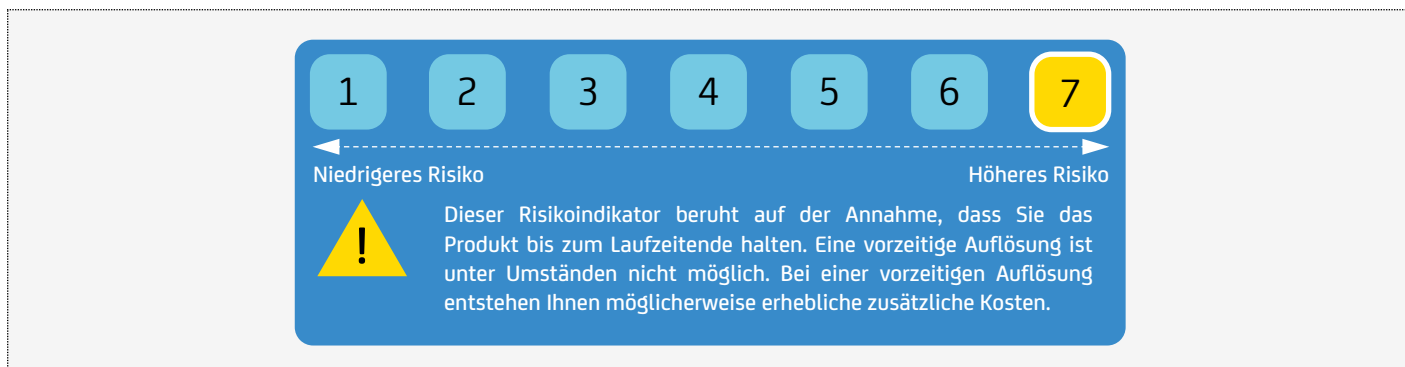 1 2 3 4 5 6 7
Niedrigeres Risiko Höheres Risiko
!
Dieser Risikoindikator beruht auf der Annahme, dass Sie das
Produkt bis zum Laufzeitende halten. Eine vorzeitige Auflösung ist
unter Umständen nicht möglich. Bei einer vorzeitigen Auflösung
entstehen Ihnen möglicherweise erhebliche zusätzliche Kosten.